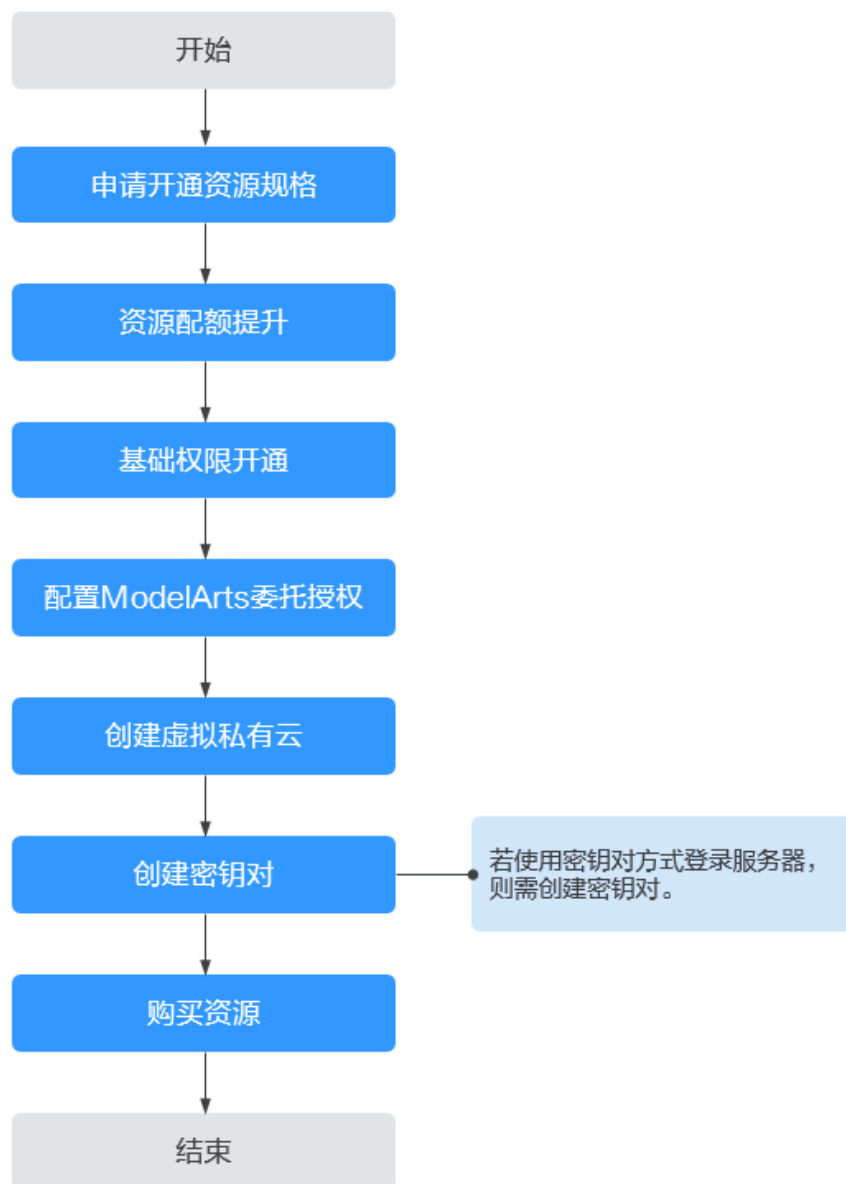 开始
申请开通资源规格
资源配额提升
基础权限开通
配置ModelArts委托授权
创建虚拟私有云
创建密钥对
若使用密钥对方式登录服务器，
则需创建密钥对。
购买资源
结束